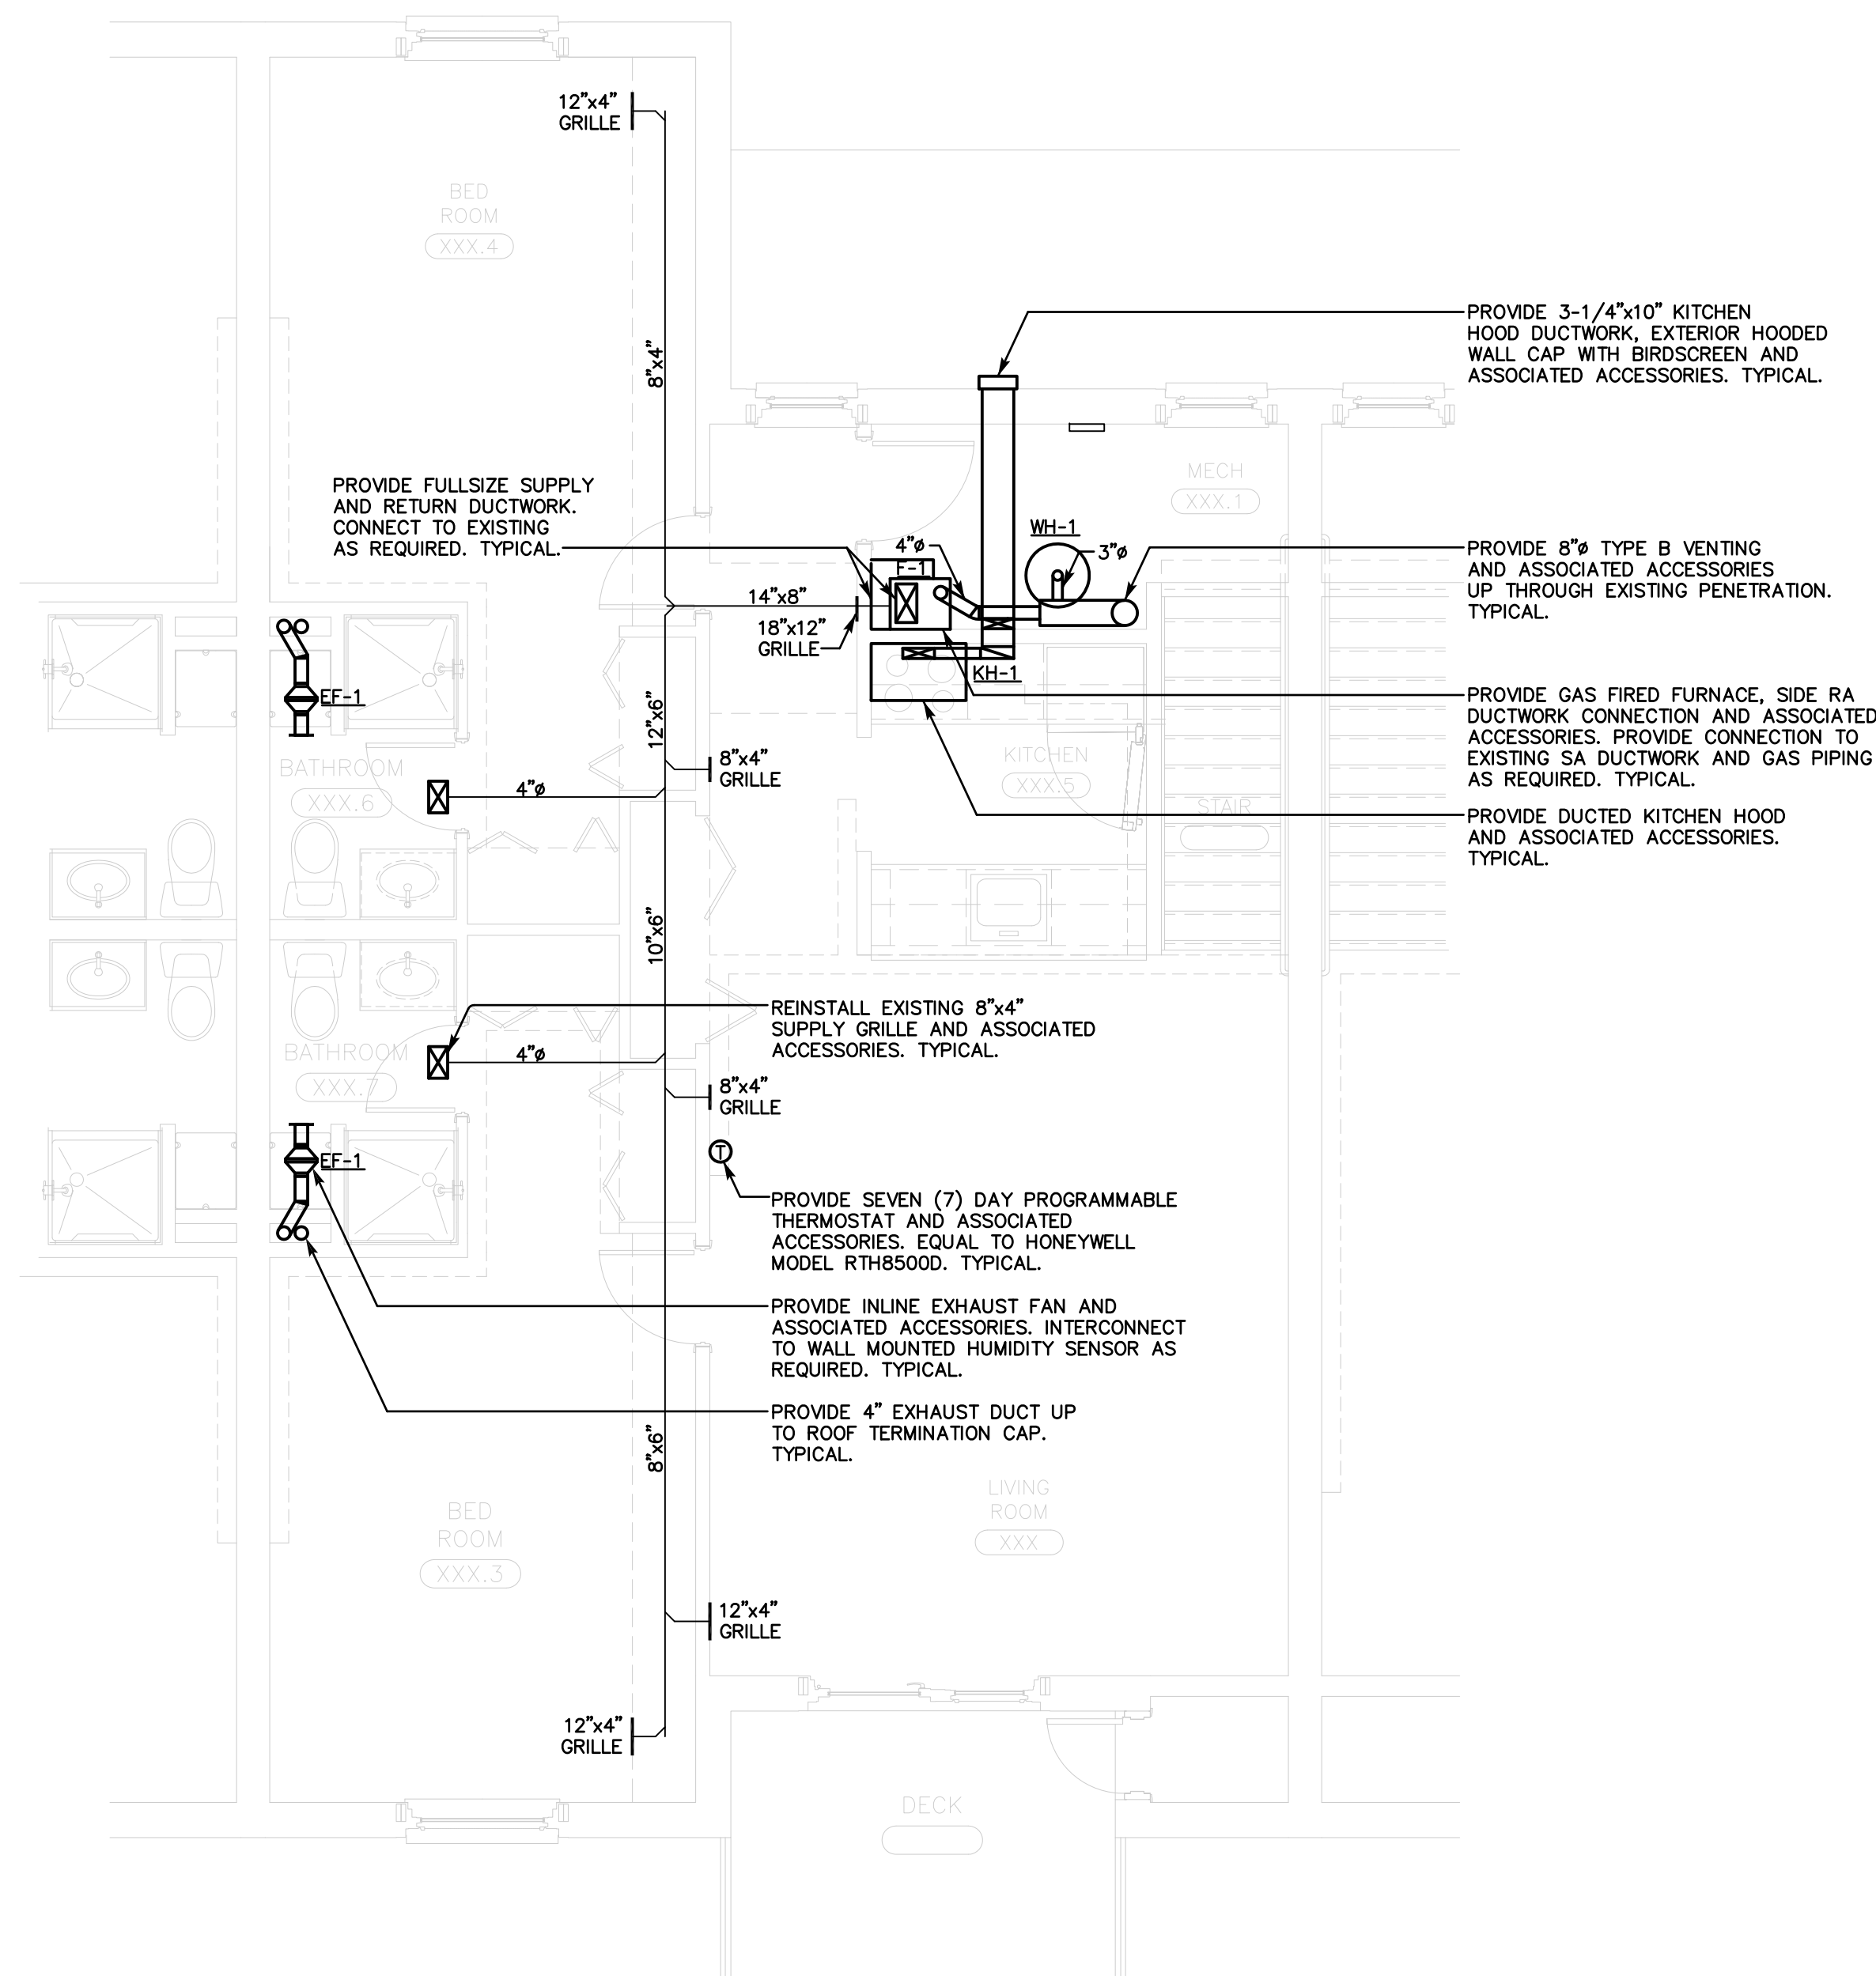 12"x4"
GRILLE
BED
ROOM
XXX.4
8"x4"
PROVIDE 3-1/4"x10" KITCHEN
HOOD DUCTWORK, EXTERIOR HOODED
WALL CAP WITH BIRDSCREEN AND
ASSOCIATED ACCESSORIES. TYPICAL.
PROVIDE FULLSIZE SUPPLY
AND RETURN DUCTWORK.
CONNECT TO EXISTING
AS REQUIRED. TYPICAL.
MECH
XXX.1
WH-1
4"ø
3"ø
F-1
PROVIDE 8"ø TYPE B VENTING
AND ASSOCIATED ACCESSORIES
UP THROUGH EXISTING PENETRATION.
TYPICAL.
14"x8"
18"x12"
GRILLE
KH-1
EF-1
PROVIDE GAS FIRED FURNACE, SIDE RA
DUCTWORK CONNECTION AND ASSOCIATED
ACCESSORIES. PROVIDE CONNECTION TO
EXISTING SA DUCTWORK AND GAS PIPING
AS REQUIRED. TYPICAL.
12"x6"
8"x4"
GRILLE
BATHROOM
XXX.6
4"ø
KITCHEN
XXX.5
STAIR
PROVIDE DUCTED KITCHEN HOOD
AND ASSOCIATED ACCESSORIES.
TYPICAL.
10"x6"
REINSTALL EXISTING 8"x4"
SUPPLY GRILLE AND ASSOCIATED
ACCESSORIES. TYPICAL.
BATHROOM
XXX.7
4"ø
8"x4"
GRILLE
T
EF-1
PROVIDE SEVEN (7) DAY PROGRAMMABLE
THERMOSTAT AND ASSOCIATED
ACCESSORIES. EQUAL TO HONEYWELL
MODEL RTH8500D. TYPICAL.
PROVIDE INLINE EXHAUST FAN AND
ASSOCIATED ACCESSORIES. INTERCONNECT
TO WALL MOUNTED HUMIDITY SENSOR AS
REQUIRED. TYPICAL.
PROVIDE 4" EXHAUST DUCT UP
TO ROOF TERMINATION CAP.
TYPICAL.
8"x6"
BED
ROOM
XXX.3
LIVING
ROOM
XXX
12"x4"
GRILLE
12"x4"
GRILLE
DECK